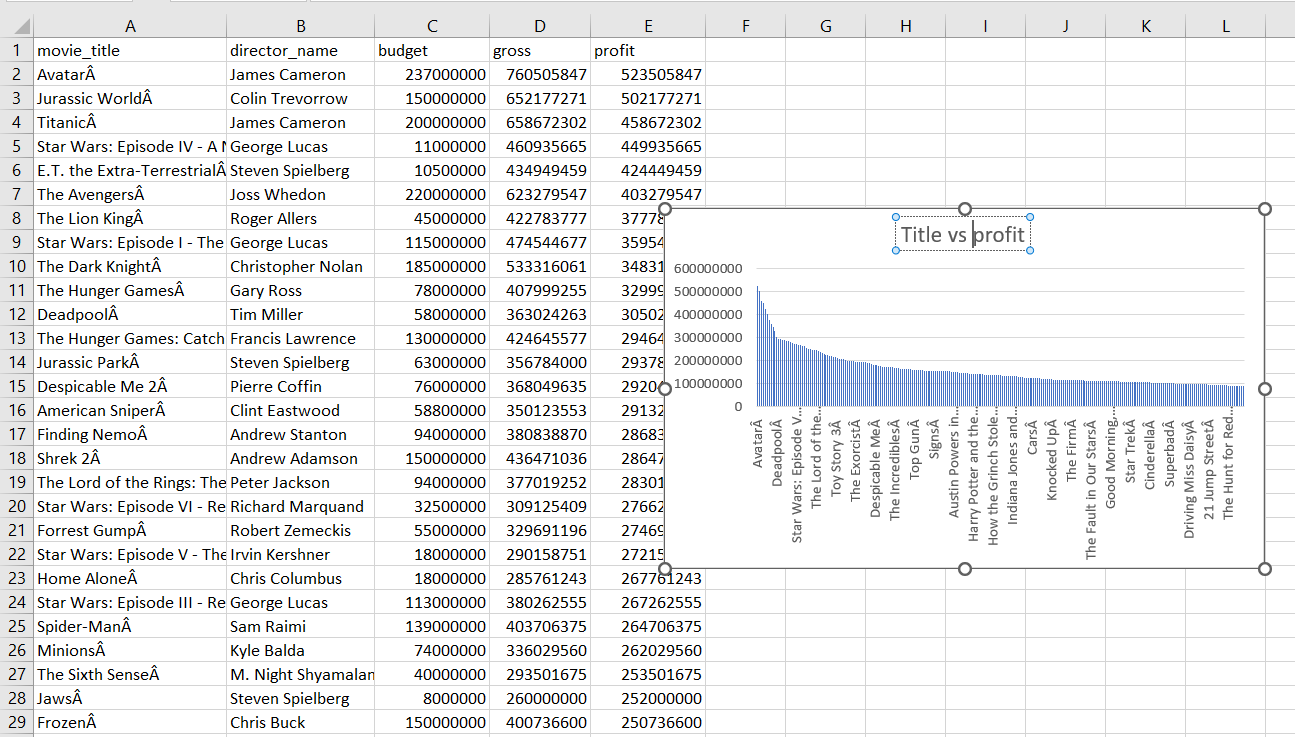 A B C D E F G H I J K L
1 movie_title director_name budget gross profit
2 AvatarÂ James Cameron 237000000 760505847 523505847
3 Jurassic WorldÂ Colin Trevorrow 150000000 652177271 502177271
4 TitanicÂ James Cameron 200000000 658672302 458672302
5 Star Wars: Episode IV - A George Lucas 11000000 460935665 449935665
6 E.T. the Extra-TerrestrialÂ Steven Spielberg 10500000 434949459 424449459
7 The AvengersÂ Joss Whedon 220000000 623279547 403279547
8 The Lion KingÂ Roger Allers 45000000 422783777 3777
9 Star Wars: Episode I - The George Lucas 115000000 474544677 35954
10 The Dark KnightÂ Christopher Nolan 185000000 533316061 34831
11 The Hunger GamesÂ Gary Ross 78000000 407999255 32999
12 DeadpoolÂ Tim Miller 58000000 363024263 30502
13 The Hunger Games: Catch Francis Lawrence 130000000 424645577 29464
14 Jurassic ParkÂ Steven Spielberg 63000000 356784000 29378
15 Despicable Me 2Â Pierre Coffin 76000000 368049635 2920
16 American SniperÂ Clint Eastwood 58800000 350123553 29132
17 Finding NemoÂ Andrew Stanton 94000000 380838870 28683
18 Shrek 2Â Andrew Adamson 150000000 436471036 28647
19 The Lord of the Rings: The Peter Jackson 94000000 377019252 28301
20 Star Wars: Episode VI - Re Richard Marquand 32500000 309125409 27662
21 Forrest GumpÂ Robert Zemeckis 55000000 329691196 27469
22 Star Wars: Episode V - The Irvin Kershner 18000000 290158751 27215
23 Home AloneÂ Chris Columbus 18000000 285761243 267761243
24 Star Wars: Episode III - Re George Lucas 113000000 380262555 267262555
25 Spider-ManÂ Sam Raimi 139000000 403706375 264706375
26 MinionsÂ Kyle Balda 74000000 336029560 262029560
27 The Sixth SenseÂ M. Night Shyamalan 40000000 293501675 253501675
28 JawsÂ Steven Spielberg 8000000 260000000 252000000
29 FrozenÂ Chris Buck 150000000 400736600 250736600
Title vs profit
600000000
500000000
400000000
300000000
200000000
100000000
0
AvatarÂ
DeadpoolÂ
Star Wars: Episode V...
The Lord of the...
Toy Story 3Â
The ExorcistÂ
Despicable MeÂ
The IncrediblesÂ
Top GunÂ
SignsÂ
Austin Powers in...
Harry Potter and the...
How the Grinch Stole...
Indiana Jones and...
CarsÂ
Knocked UpÂ
The FirmÂ
The Fault in Our StarsÂ
Good Morning,...
Star TrekÂ
CinderellaÂ
SuperbadÂ
Driving Miss DaisyÂ
21 Jump StreetÂ
The Hunt for Red...